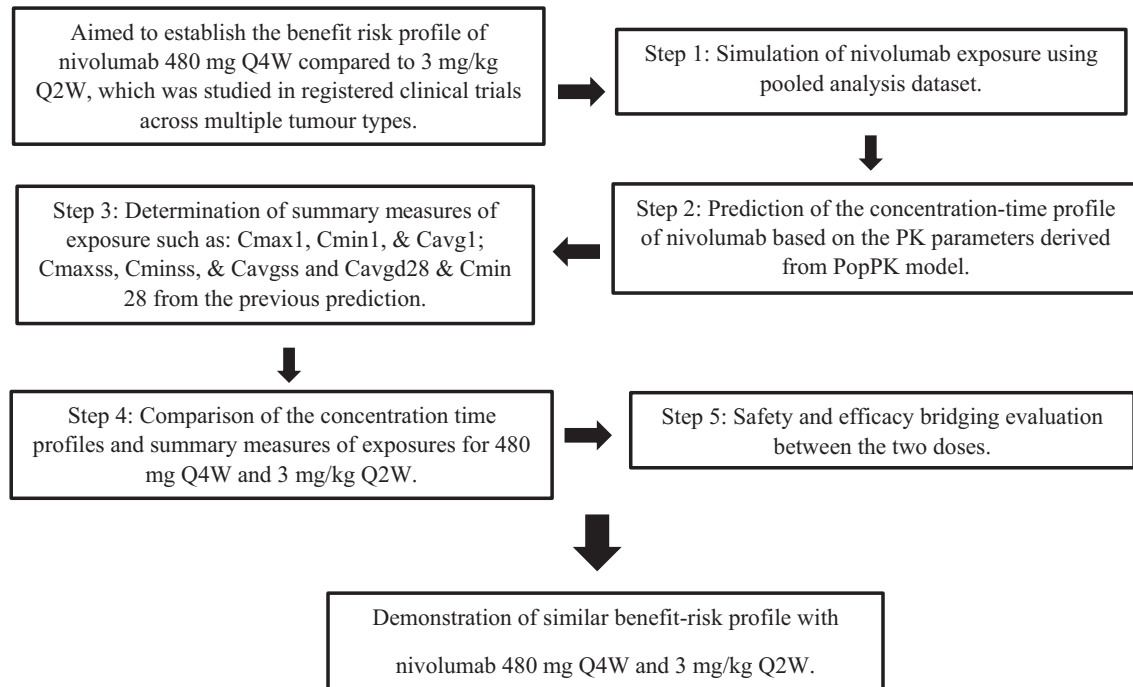 Aimed to establish the benefit risk profile of
nivolumab 480 mg Q4W compared to 3 mg/kg
Q2W, which was studied in registered clinical trials
across multiple tumour types.
Step 1: Simulation of nivolumab exposure using
pooled analysis dataset.
Step 2: Prediction of the concentration-time profile
of nivolumab based on the PK parameters derived
from PopPK model.
Step 3: Determination of summary measures of
exposure such as: Cmax1, Cmin1, & Cavg1;
Cmaxss, Cminss, & Cavgss and Cavgd28 & Cmin
28 from the previous prediction.
Step 4: Comparison of the concentration time
profiles and summary measures of exposures for 480
mg Q4W and 3 mg/kg Q2W.
Step 5: Safety and efficacy bridging evaluation
between the two doses.
Demonstration of similar benefit-risk profile with
nivolumab 480 mg Q4W and 3 mg/kg Q2W.